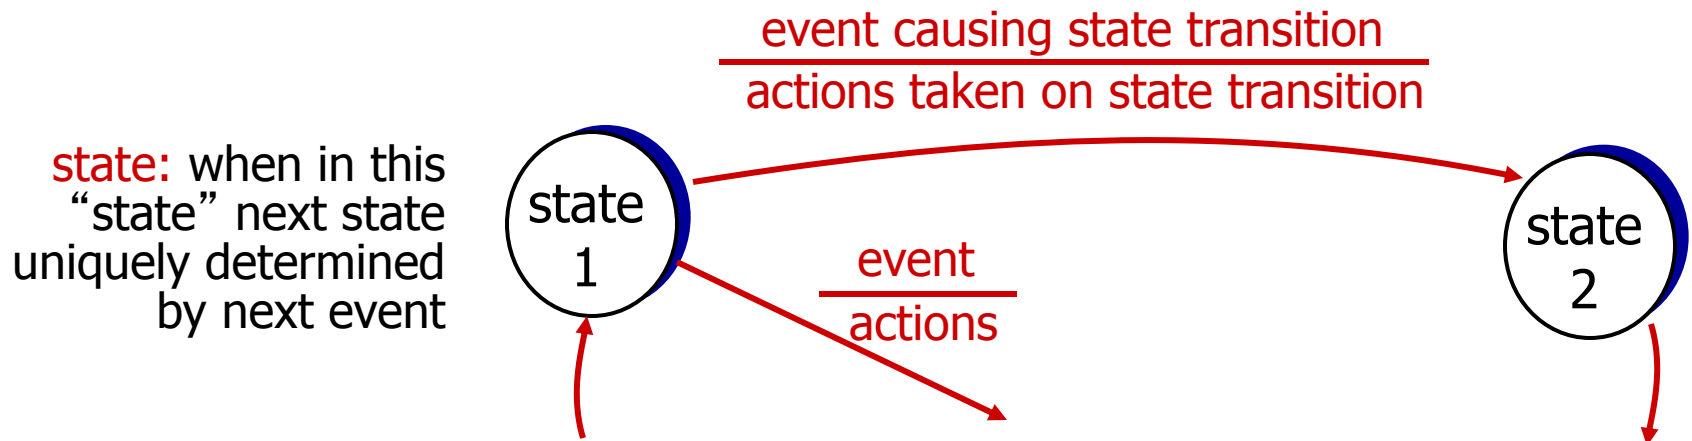 event causing state transition
actions taken on state transition
state: when in this
“state” next state
uniquely determined
by next event
state
1
event
actions
state
2